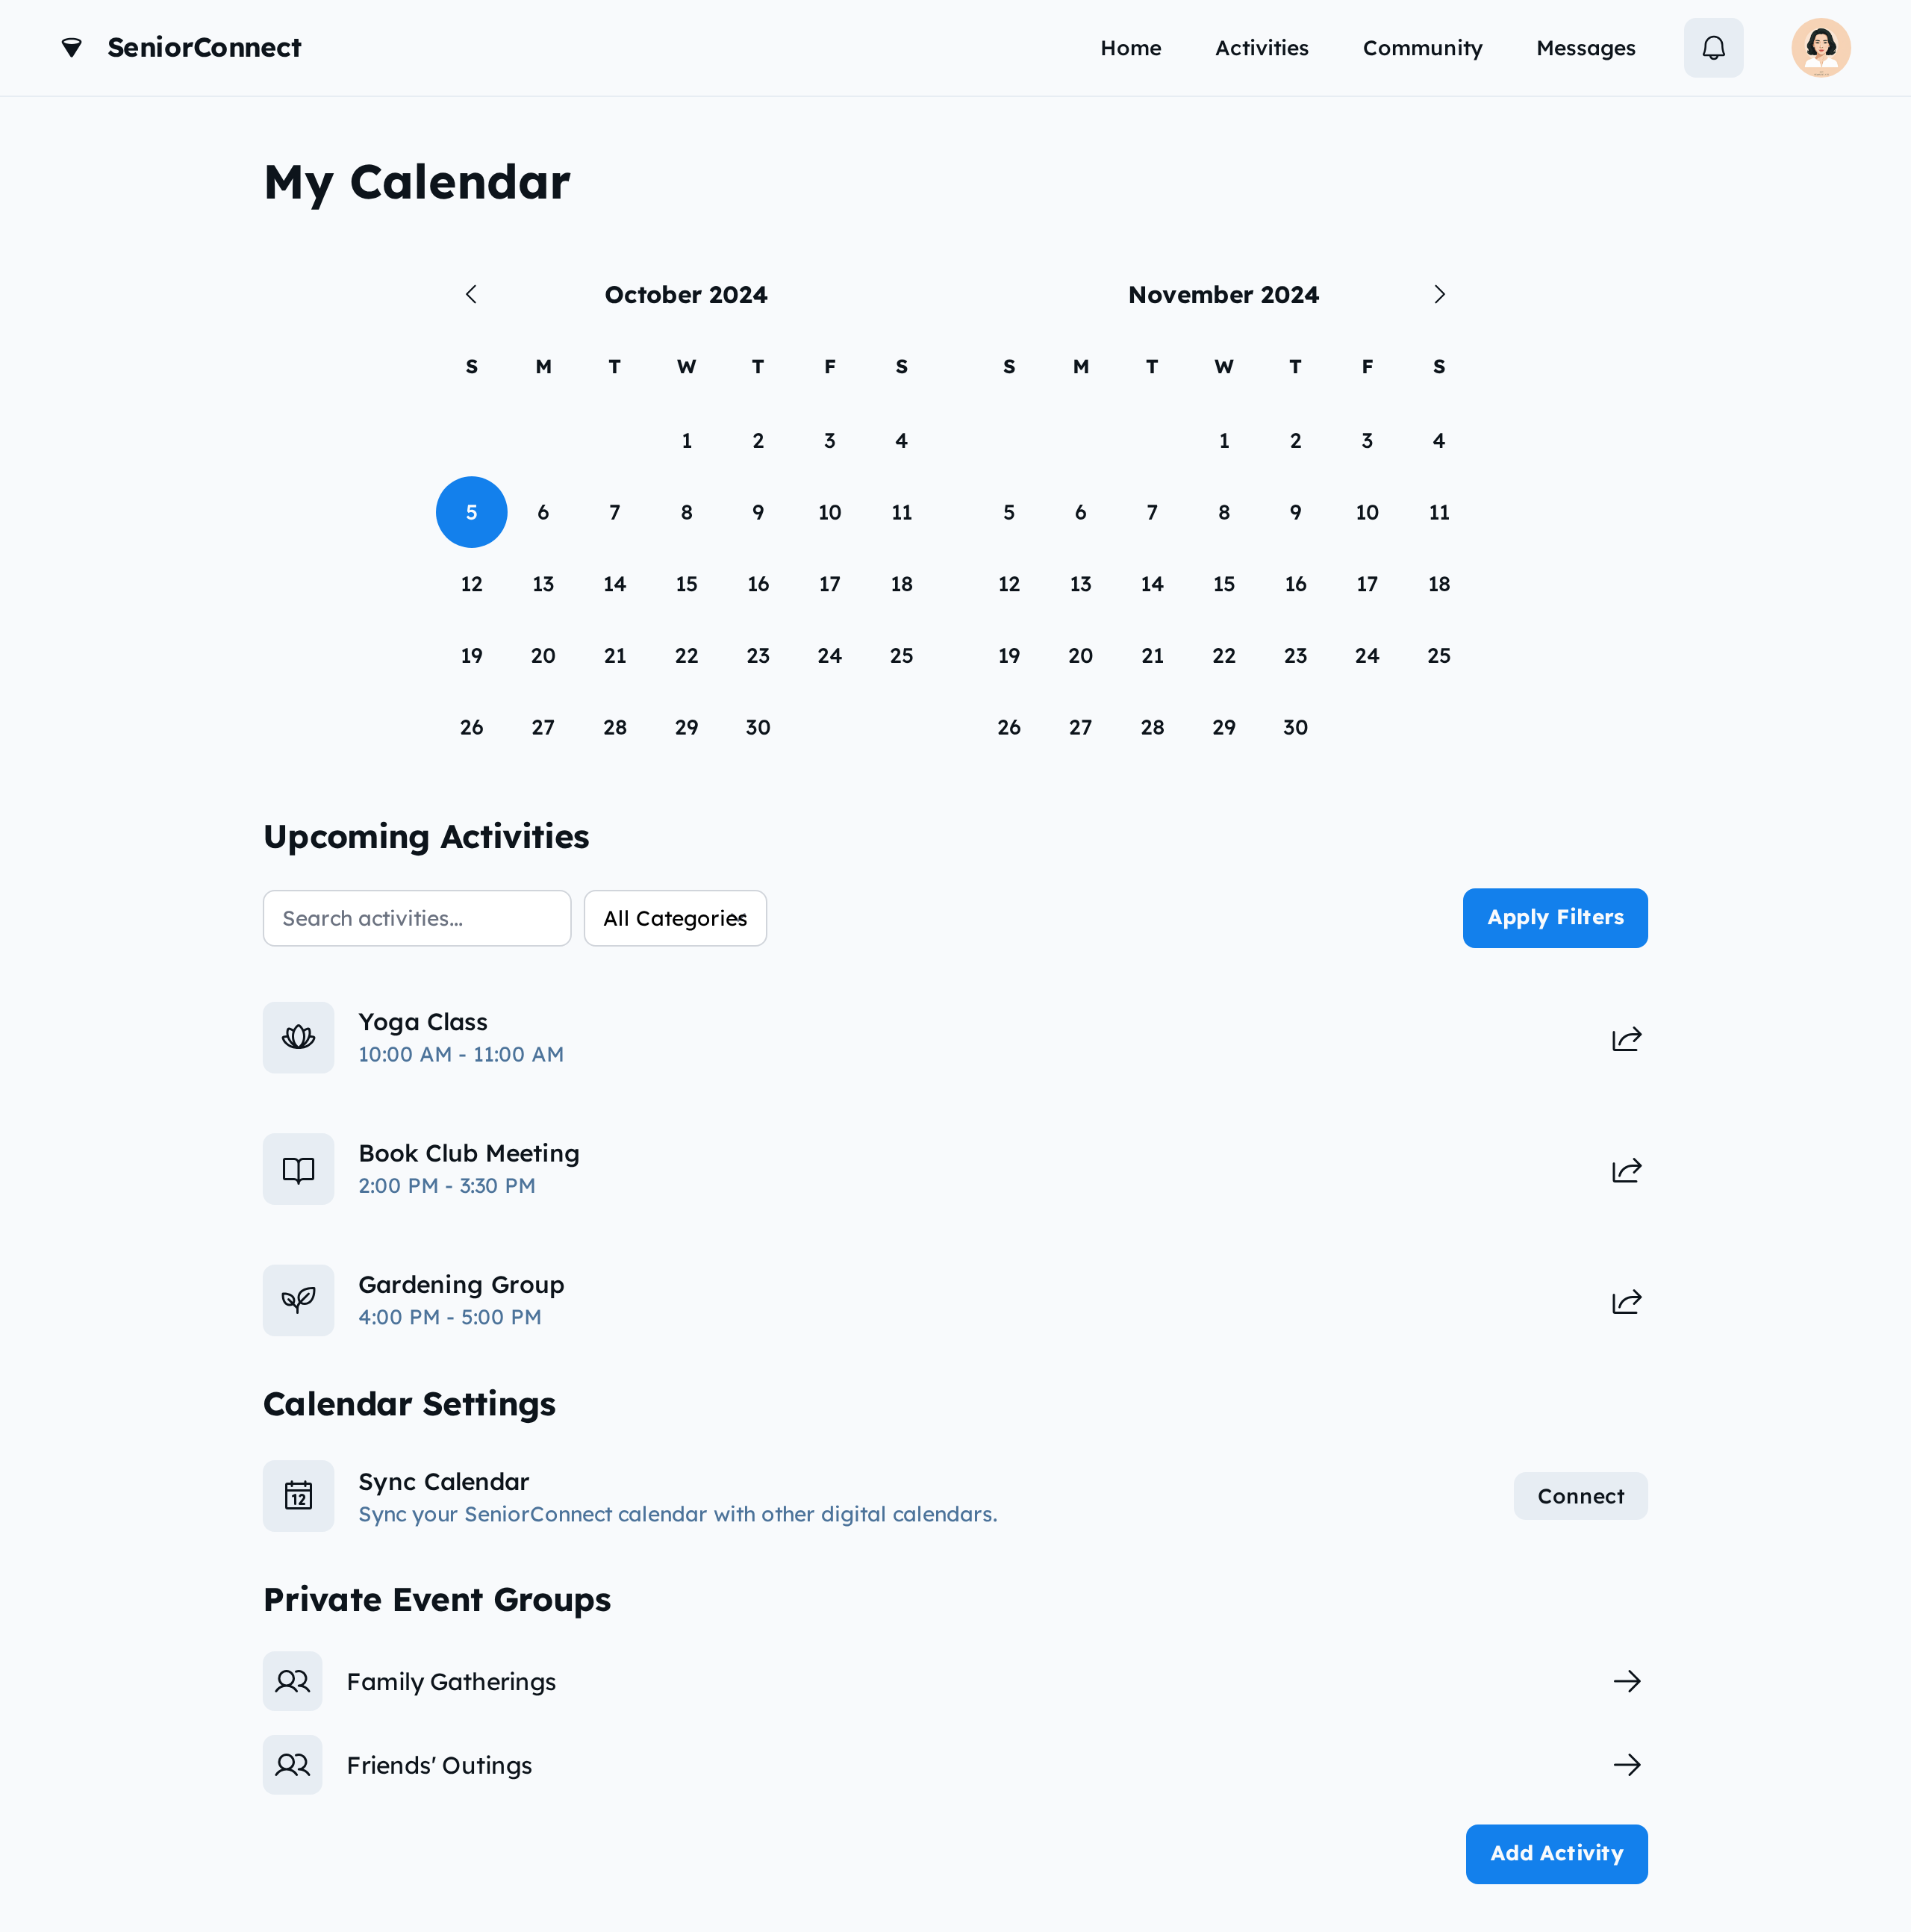 SeniorConnect
Home Activities Community Messages
My Calendar
October 2024
S M T W T F S
1 2 3 4
5 6 7 8 9 10 11
12 13 14 15 16 17 18
19 20 21 22 23 24 25
26 27 28 29 30
November 2024
S M T W T F S
1 2 3 4
5 6 7 8 9 10 11
12 13 14 15 16 17 18
19 20 21 22 23 24 25
26 27 28 29 30
Upcoming Activities
Search activities...
All Categories
Apply Filters
Yoga Class
10:00 AM - 11:00 AM
Book Club Meeting
2:00 PM - 3:30 PM
Gardening Group
4:00 PM - 5:00 PM
Calendar Settings
12
Sync Calendar
Sync your SeniorConnect calendar with other digital calendars.
Connect
Private Event Groups
Family Gatherings
Friends' Outings
Add Activity